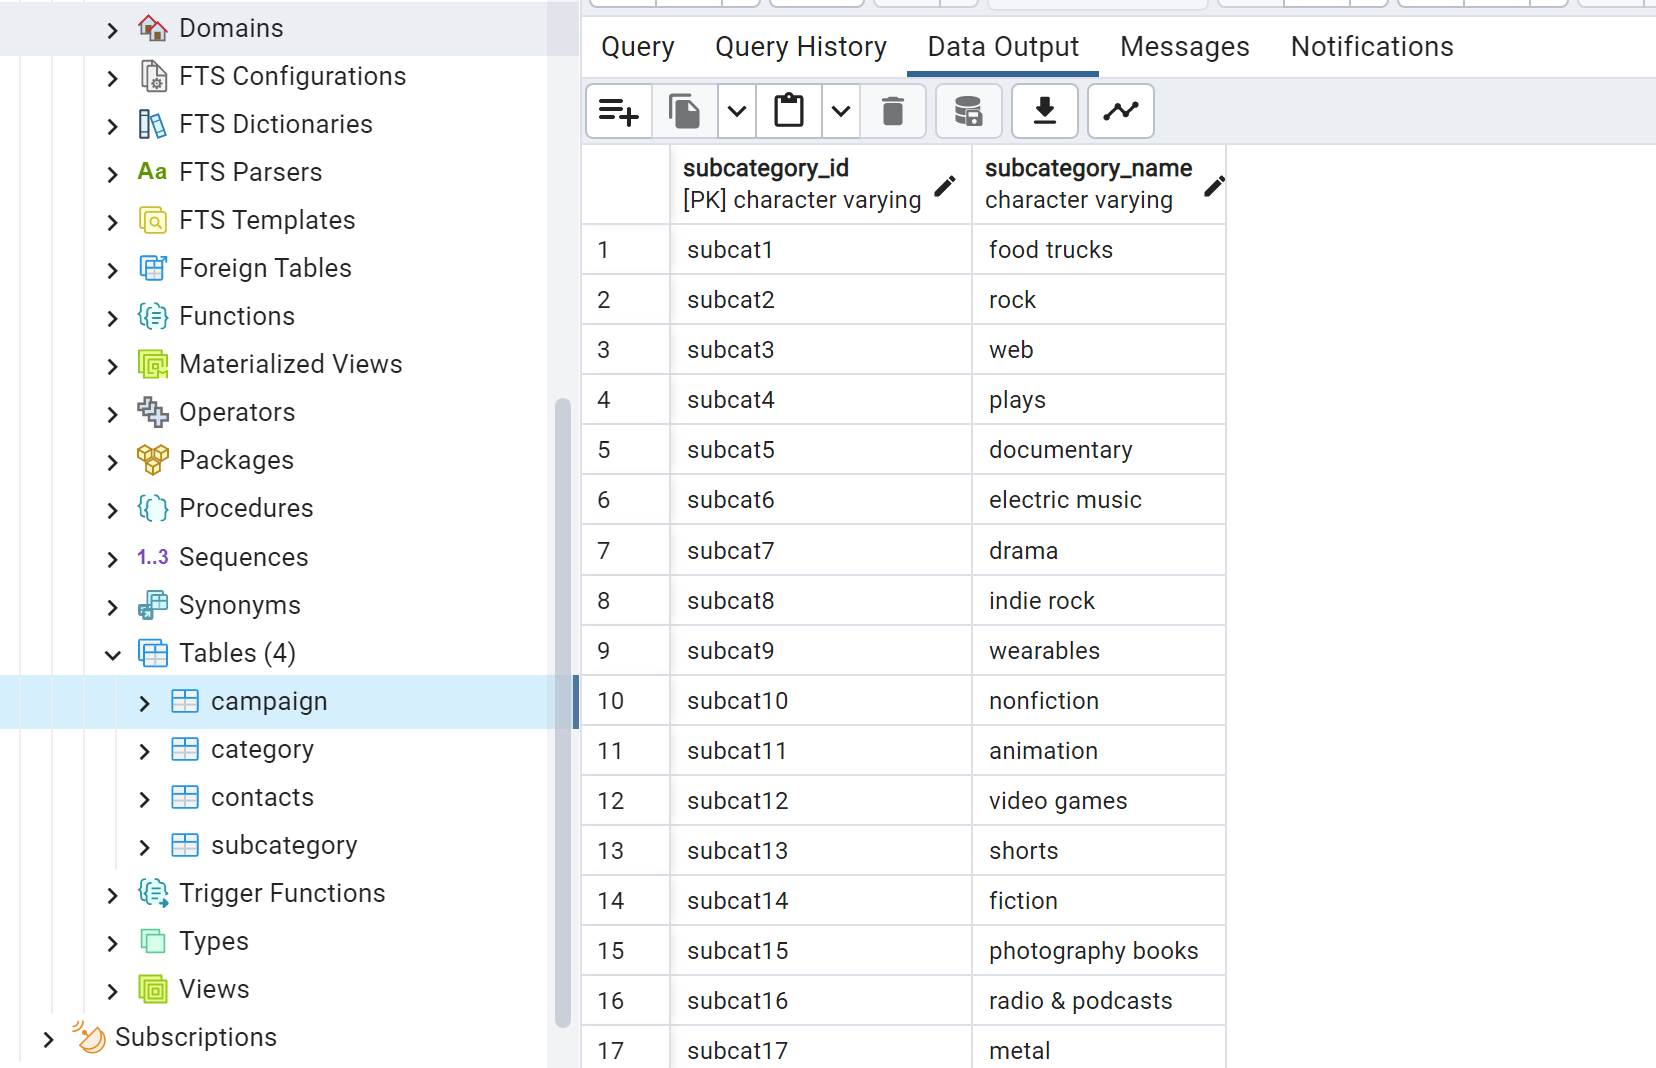 Domains
FTS Configurations
FTS Dictionaries
Aa FTS Parsers
FTS Templates
Foreign Tables
Functions
Materialized Views
Operators
Packages
Procedures
1..3 Sequences
Synonyms
Tables (4)
campaign
category
contacts
subcategory
Trigger Functions
Types
Views
Subscriptions
Query Query History Data Output Messages Notifications
subcategory_id subcategory_name
[PK] character varying character varying
1 subcat1 food trucks
2 subcat2 rock
3 subcat3 web
4 subcat4 plays
5 subcat5 documentary
6 subcat6 electric music
7 subcat7 drama
8 subcat8 indie rock
9 subcat9 wearables
10 subcat10 nonfiction
11 subcat11 animation
12 subcat12 video games
13 subcat13 shorts
14 subcat14 fiction
15 subcat15 photography books
16 subcat16 radio & podcasts
17 subcat17 metal